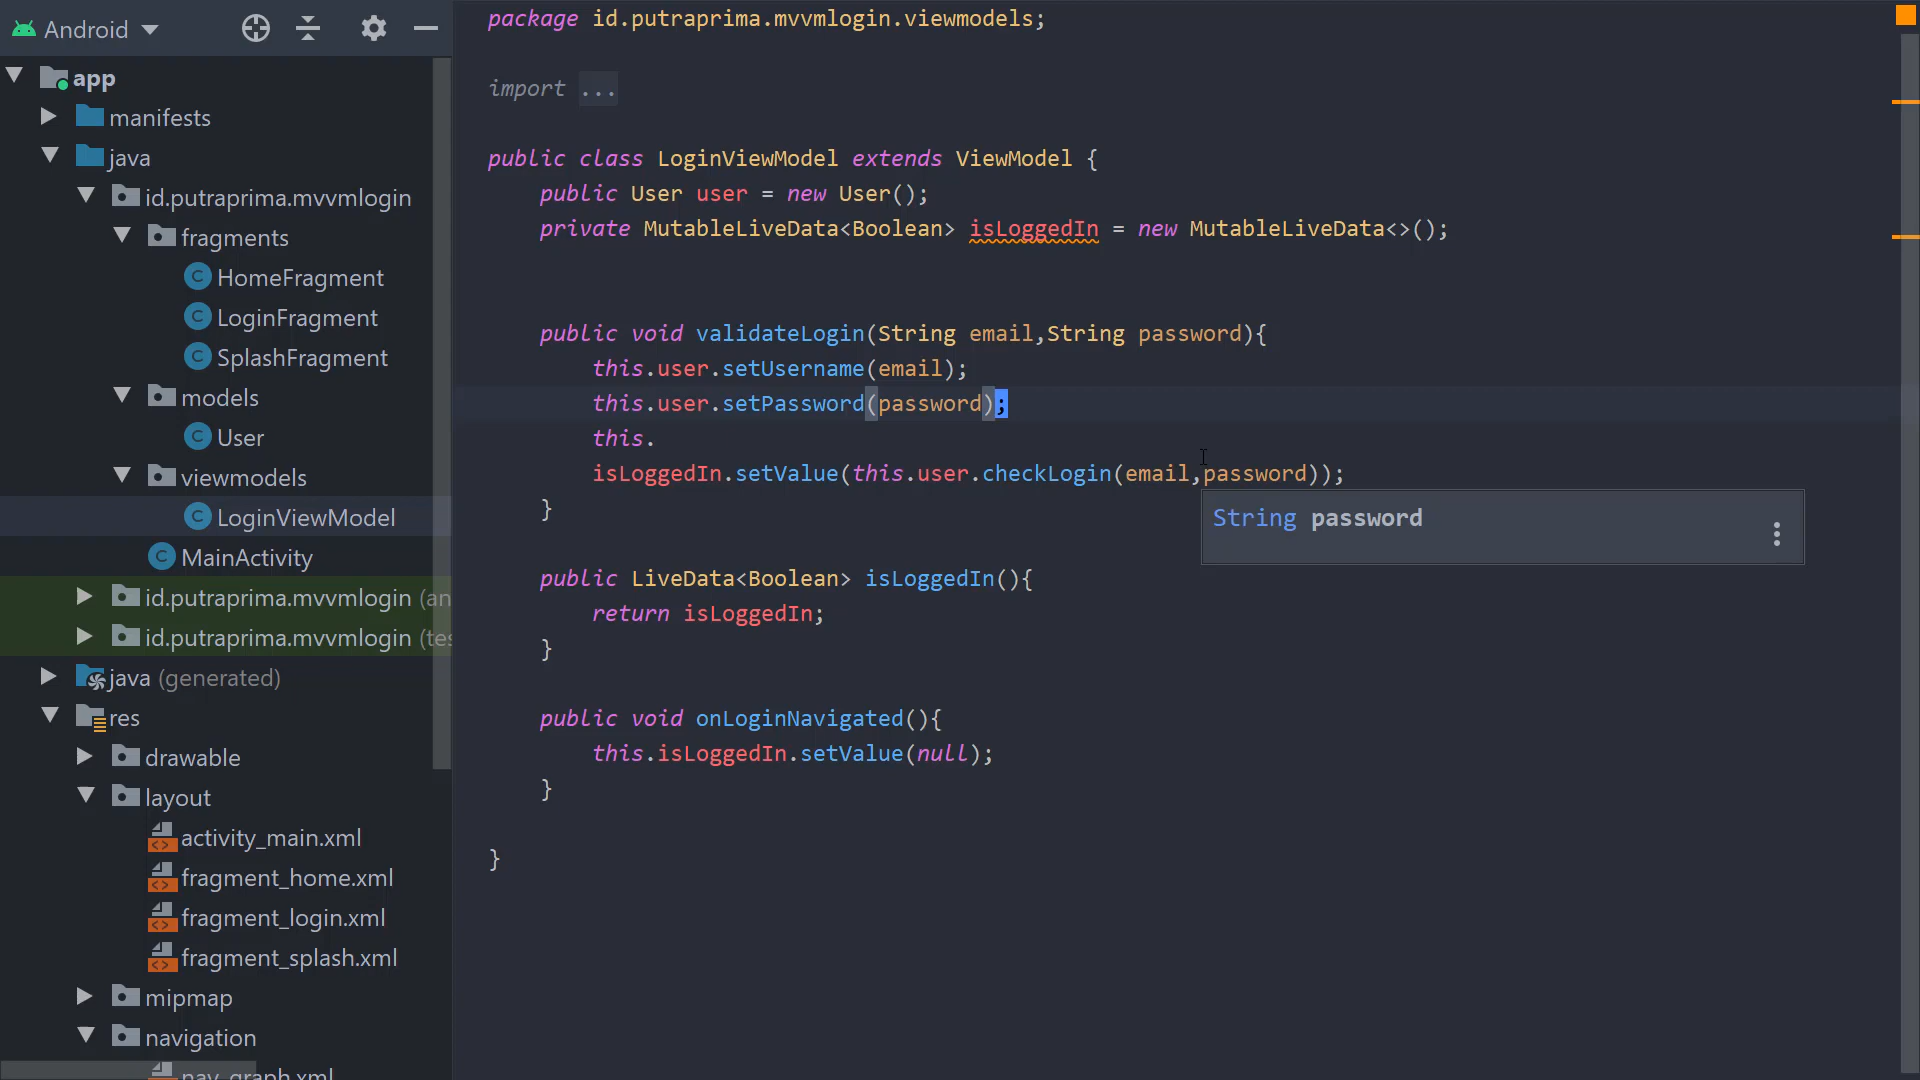 Android
app
manifests
java
id.putraprima.mvvmlogin
fragments
HomeFragment
LoginFragment
SplashFragment
models
User
viewmodels
LoginViewModel
MainActivity
id.putraprima.mvvmlogin (an
id.putraprima.mvvmlogin (tes
java (generated)
res
drawable
layout
activity_main.xml
fragment_home.xml
fragment_login.xml
fragment_splash.xml
mipmap
navigation
nav_graph.xml
package id.putraprima.mvvmlogin.viewmodels;
import ...
public class LoginViewModel extends ViewModel {
public User user = new User();
private MutableLiveData<Boolean> isLoggedIn = new MutableLiveData<>();
public void validateLogin(String email,String password){
this.user.setUsername(email);
this.user.setPassword(password);
this.
isLoggedIn.setValue(this.user.checkLogin(email,password));
}
String password
public LiveData<Boolean> isLoggedIn(){
return isLoggedIn;
}
public void onLoginNavigated(){
this.isLoggedIn.setValue(null);
}
}